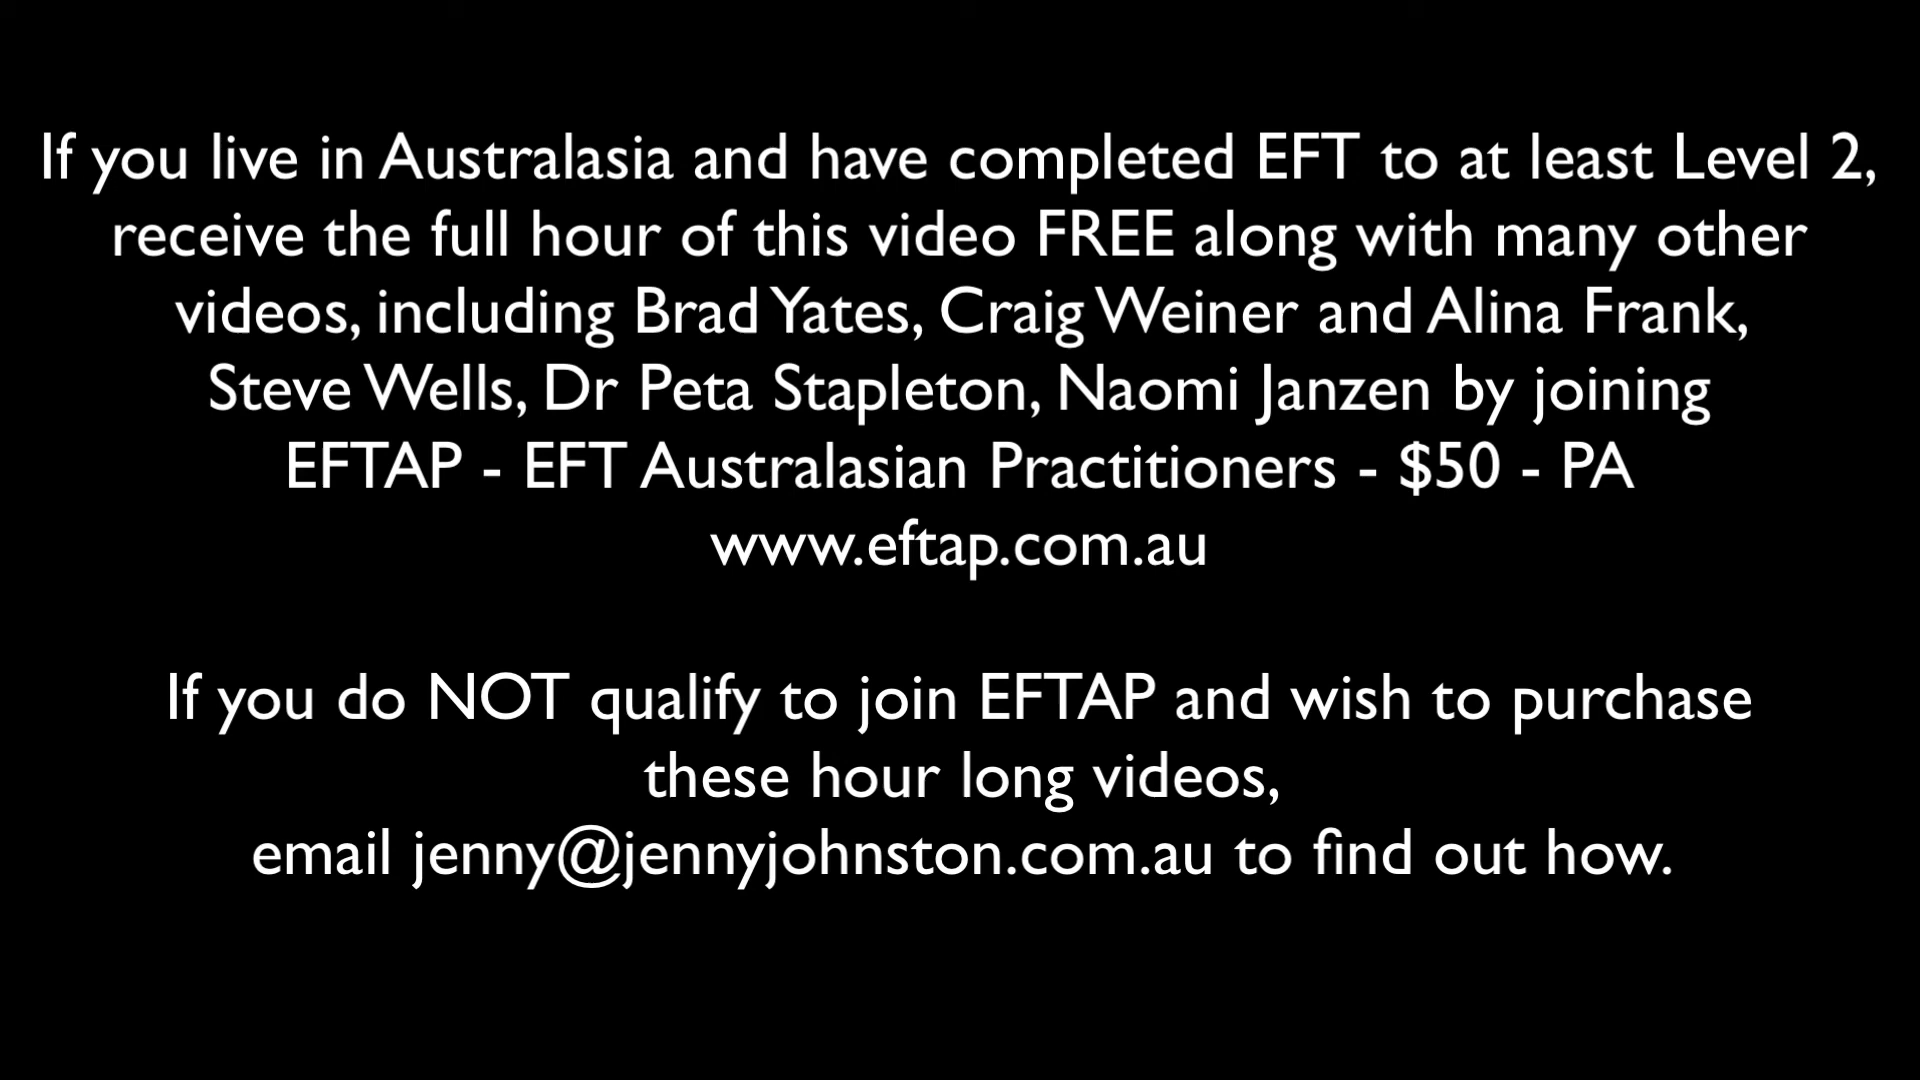 If you live in Australasia and have completed EFT to at least Level 2,
receive the full hour of this video FREE along with many other
videos, including Brad Yates, Craig Weiner and Alina Frank,
Steve Wells, Dr Peta Stapleton, Naomi Janzen by joining
EFTAP - EFT Australasian Practitioners - $50 - PA
www.eftap.com.au
If you do NOT qualify to join EFTAP and wish to purchase
these hour long videos,
email jenny@jennyjohnston.com.au to find out how.